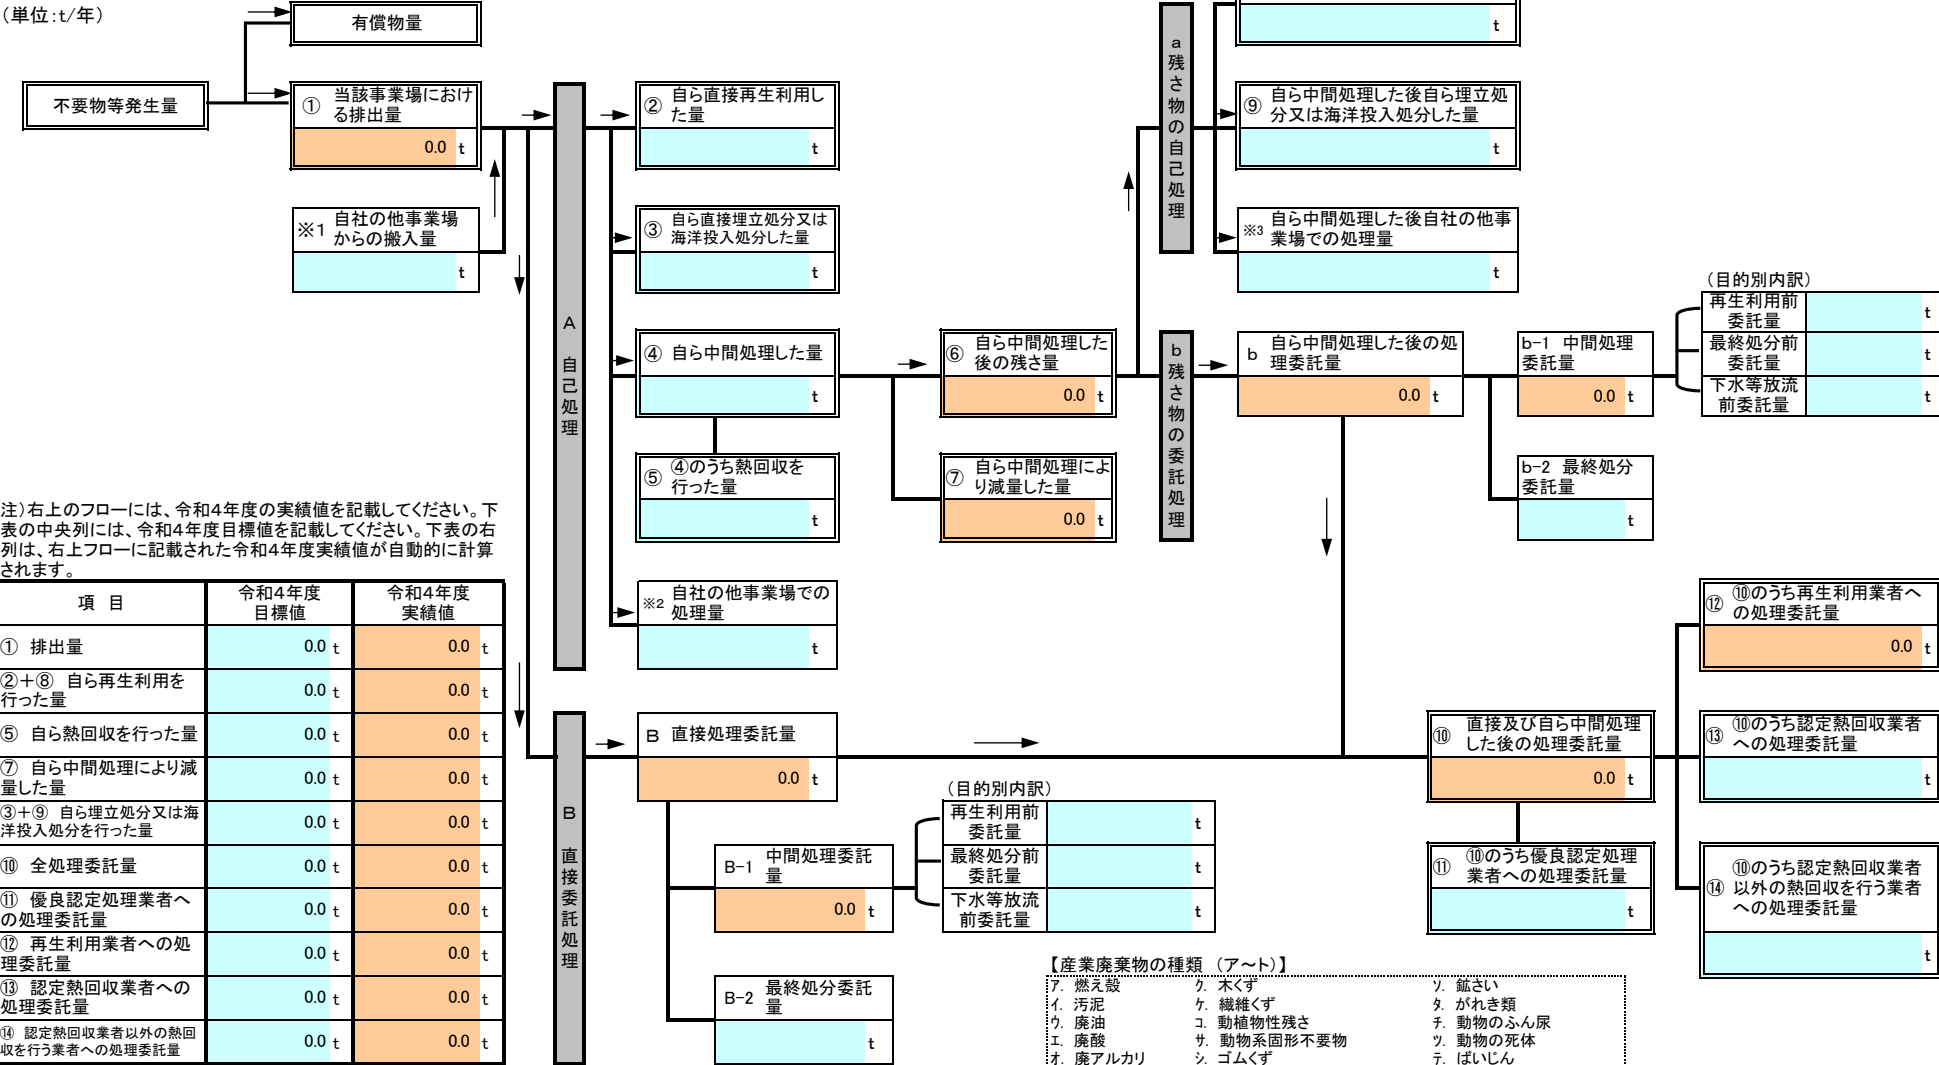 （単位：t/年）
有償物量
不要物等発生量
① 当該事業場におけ
る排出量
0.0 t
※1 自社の他事業場
からの搬入量
t
A 自己処理
② 自ら直接再生利用し
た量
t
③ 自ら直接埋立処分又は
海洋投入処分した量
t
④ 自ら中間処理した量
t
⑤ ④のうち熱回収を
行った量
t
※2 自社の他事業場での
処理量
t
⑥ 自ら中間処理した
後の残さ量
0.0 t
⑦ 自ら中間処理によ
り減量した量
0.0 t
a 残さ物の自己処理
t
⑨ 自ら中間処理した後自ら埋立処
分又は海洋投入処分した量
t
※3 自ら中間処理した後自社の他事
業場での処理量
t
b 残さ物の委託処理
b 自ら中間処理した後の処
理委託量
0.0 t
b-1 中間処理
委託量
0.0 t
（目的別内訳）
再生利用前
委託量
t
最終処分前
委託量
t
下水等放流
前委託量
t
b-2 最終処分
委託量
t
注）右上のフローには、令和4年度の実績値を記載してください。下
表の中央列には、令和4年度目標値を記載してください。下表の右
列は、右上フローに記載された令和4年度実績値が自動的に計算
されます。
項 目 令和4年度 目標値 令和4年度 実績値
① 排出量 0.0 t 0.0 t
②＋⑧ 自ら再生利用を
行った量 0.0 t 0.0 t
⑤ 自ら熱回収を行った量 0.0 t 0.0 t
⑦ 自ら中間処理により減
量した量 0.0 t 0.0 t
③＋⑨ 自ら埋立処分又は海
洋投入処分を行った量 0.0 t 0.0 t
⑩ 全処理委託量 0.0 t 0.0 t
⑪ 優良認定処理業者へ
の処理委託量 0.0 t 0.0 t
⑫ 再生利用業者への処
理委託量 0.0 t 0.0 t
⑬ 認定熱回収業者への
処理委託量 0.0 t 0.0 t
⑭ 認定熱回収業者以外の熱回
収を行う業者への処理委託量 0.0 t 0.0 t
B 直接委託処理
B 直接処理委託量
0.0 t
B-1 中間処理委託
量
0.0 t
（目的別内訳）
再生利用前
委託量
t
最終処分前
委託量
t
下水等放流
前委託量
t
B-2 最終処分委託
量
t
⑩ 直接及び自ら中間処理
した後の処理委託量
0.0 t
⑪ ⑩のうち優良認定処理
業者への処理委託量
t
⑫ ⑩のうち再生利用業者へ
の処理委託量
0.0 t
⑬ ⑩のうち認定熱回収業者
への処理委託量
t
⑭ ⑩のうち認定熱回収業者
以外の熱回収を行う業者
への処理委託量
t
【産業廃棄物の種類 （ア～ト）】
ア. 燃え殻 ク. 木くず ソ. 鉱さい
イ. 汚泥 ケ. 繊維くず タ. がれき類
ウ. 廃油 コ. 動植物性残さ チ. 動物のふん尿
エ. 廃酸 サ. 動物系固形不要物 ツ. 動物の死体
オ. 廃アルカリ シ. ゴムくず テ. ばいじん